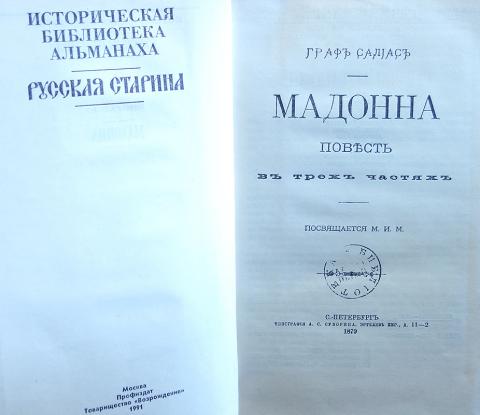 ИСТОРИЧЕСКАЯ
БИБЛИОТЕКА
АЛЬМАНАХА
РУССКАЯ СТАРИНА
Москва
Профиздат
Товарищество «Возрождение»
1991
ГРАФЪ САЛІАСЪ
МАДОННА
ПОВѢСТЬ
въ трехъ частяхъ
ПОСВЯЩАЕТСЯ М. И. М.
С.-ПЕТЕРБУРГЪ
ТИПОГРАФІЯ А. С. СУВОРИНА. ЭРТЕЛЕВЪ ПЕР., Д. 11—2
1879